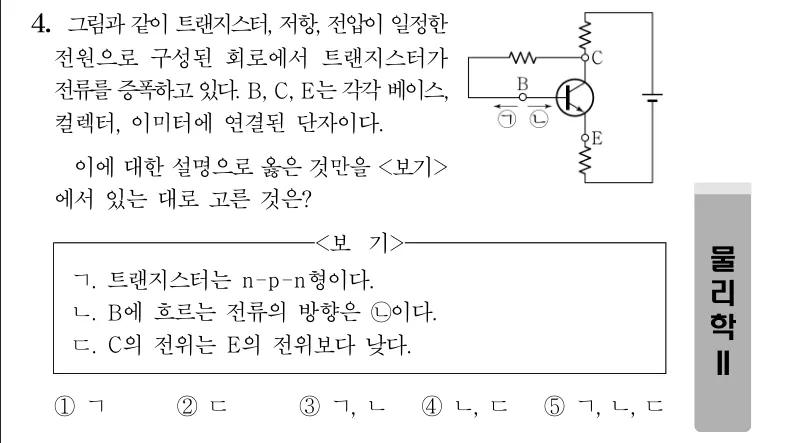 4. 그림과 같이 트랜지스터, 저항, 전압이 일정한
전원으로 구성된 회로에서 트랜지스터가
전류를 증폭하고 있다. B, C, E는 각각 베이스,
컬렉터, 이미터에 연결된 단자이다.
이에 대한 설명으로 옳은 것만을 <보기>
에서 있는 대로 고른 것은?
C
B
㉠ ㉡
E
<보 기>
ㄱ. 트랜지스터는 n-p-n형이다.
ㄴ. B에 흐르는 전류의 방향은 ㉡이다.
ㄷ. C의 전위는 E의 전위보다 낮다.
① ㄱ ② ㄷ ③ ㄱ, ㄴ ④ ㄴ, ㄷ ⑤ ㄱ, ㄴ, ㄷ
물리학Ⅱ